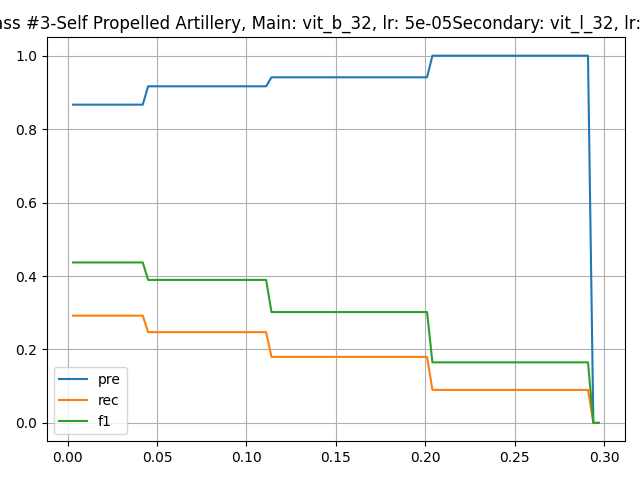 ass #3-Self Propelled Artillery, Main: vit_b_32, lr: 5e-05Secondary: vit_l_32, lr:
1.0
0.8
0.6
0.4
0.2
0.0
pre
rec
f1
0.00 0.05 0.10 0.15 0.20 0.25 0.30